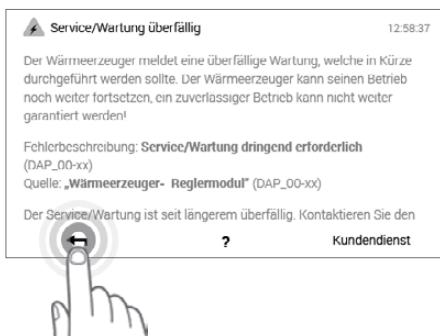 Service/Wartung überfällig 12:58:37
Der Wärmeerzeuger meldet eine überfällige Wartung, welche in Kürze
durchgeführt werden sollte. Der Wärmeerzeuger kann seinen Betrieb
noch weiter fortsetzen, ein zuverlässiger Betrieb kann nicht weiter
garantiert werden!
Fehlerbeschreibung: Service/Wartung dringend erforderlich
(DAP_00-xx)
Quelle: „Wärmeerzeuger- Reglermodul" (DAP_00-xx)
Der Service/Wartung ist seit längerem überfällig. Kontaktieren Sie den
? Kundendienst